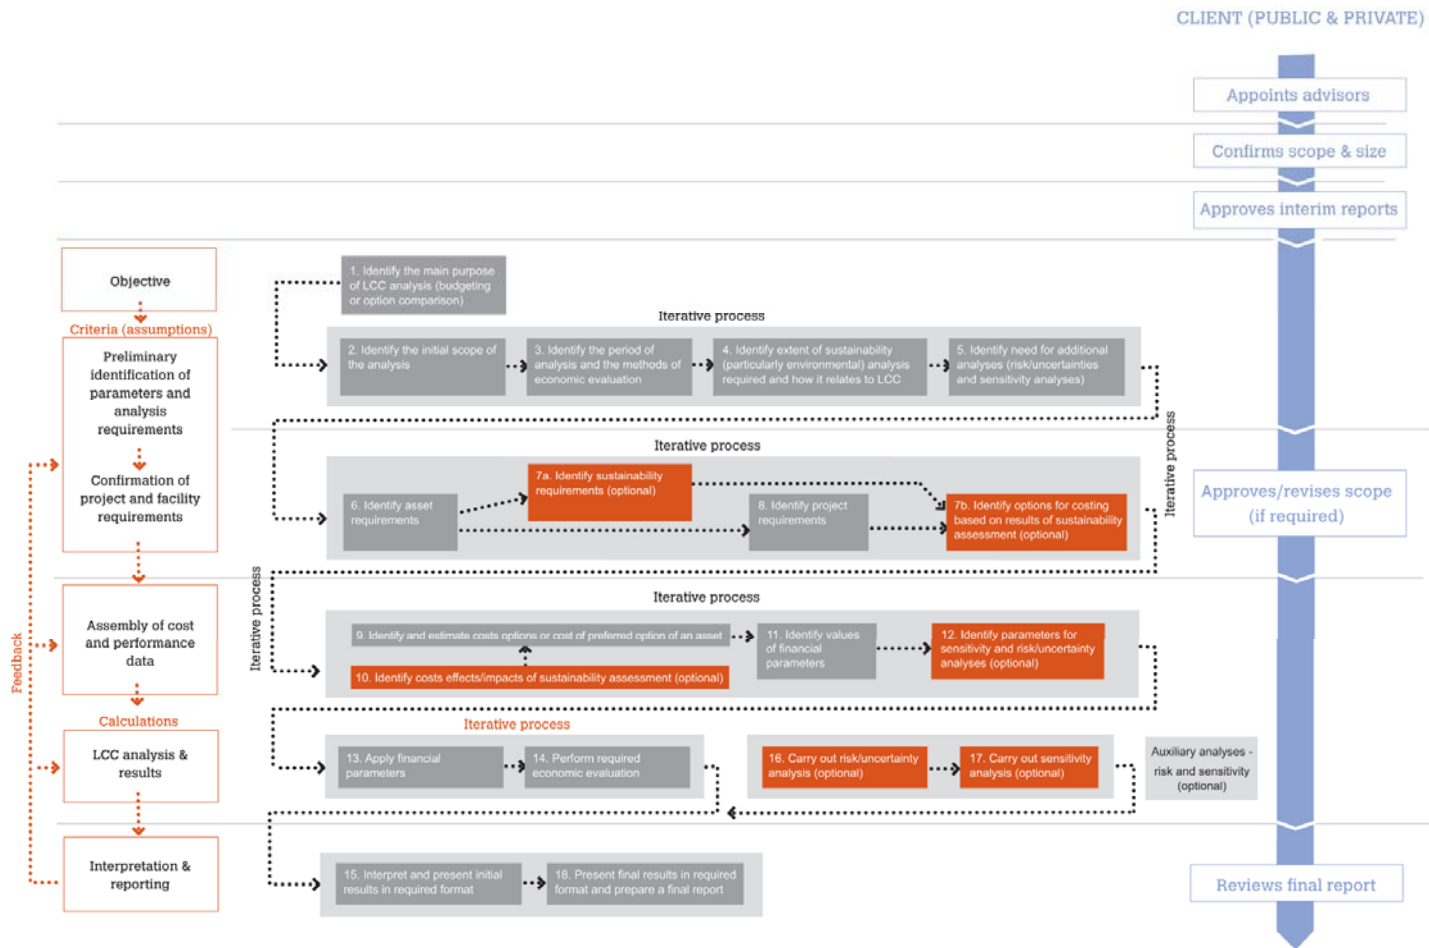 CLIENT (PUBLIC & PRIVATE)
Appoints advisors
Confirms scope & size
Approves interim reports
Objective
1. Identify the main purpose
of LCC analysis (budgeting
or option comparison)
Criteria (assumptions)
Iterative process
Preliminary
identification of
parameters and
analysis
requirements
2. Identify the initial scope of
the analysis
3. Identify the period of
analysis and the methods of
economic evaluation
4. Identify extent of sustainability
(particularly environmental) analysis
required and how it relates to LCC
5. Identify need for additional
analyses (risk/uncertainties
and sensitivity analyses)
Iterative process
Iterative process
Confirmation of
project and facility
requirements
6. Identify asset
requirements
7a. Identify sustainability
requirements (optional)
8. Identify project
requirements
7b. Identify options for costing
based on results of sustainability
assessment (optional)
Approves/revises scope
(if required)
Iterative process
Iterative process
Feedback
Assembly of cost
and performance
data
9. Identify and estimate costs options or cost of preferred option of an asset
10. Identify costs effects/impacts of sustainability assessment (optional)
11. Identify values
of financial
parameters
12. Identify parameters for
sensitivity and risk/uncertainty
analyses (optional)
Calculations
Iterative process
LCC analysis &
results
13. Apply financial
parameters
14. Perform required
economic evaluation
16. Carry out risk/uncertainty
analysis (optional)
17. Carry out sensitivity
analysis (optional)
Auxiliary analyses -
risk and sensitivity
(optional)
Interpretation &
reporting
15. Interpret and present initial
results in required format
18. Present final results in required
format and prepare a final report
Reviews final report